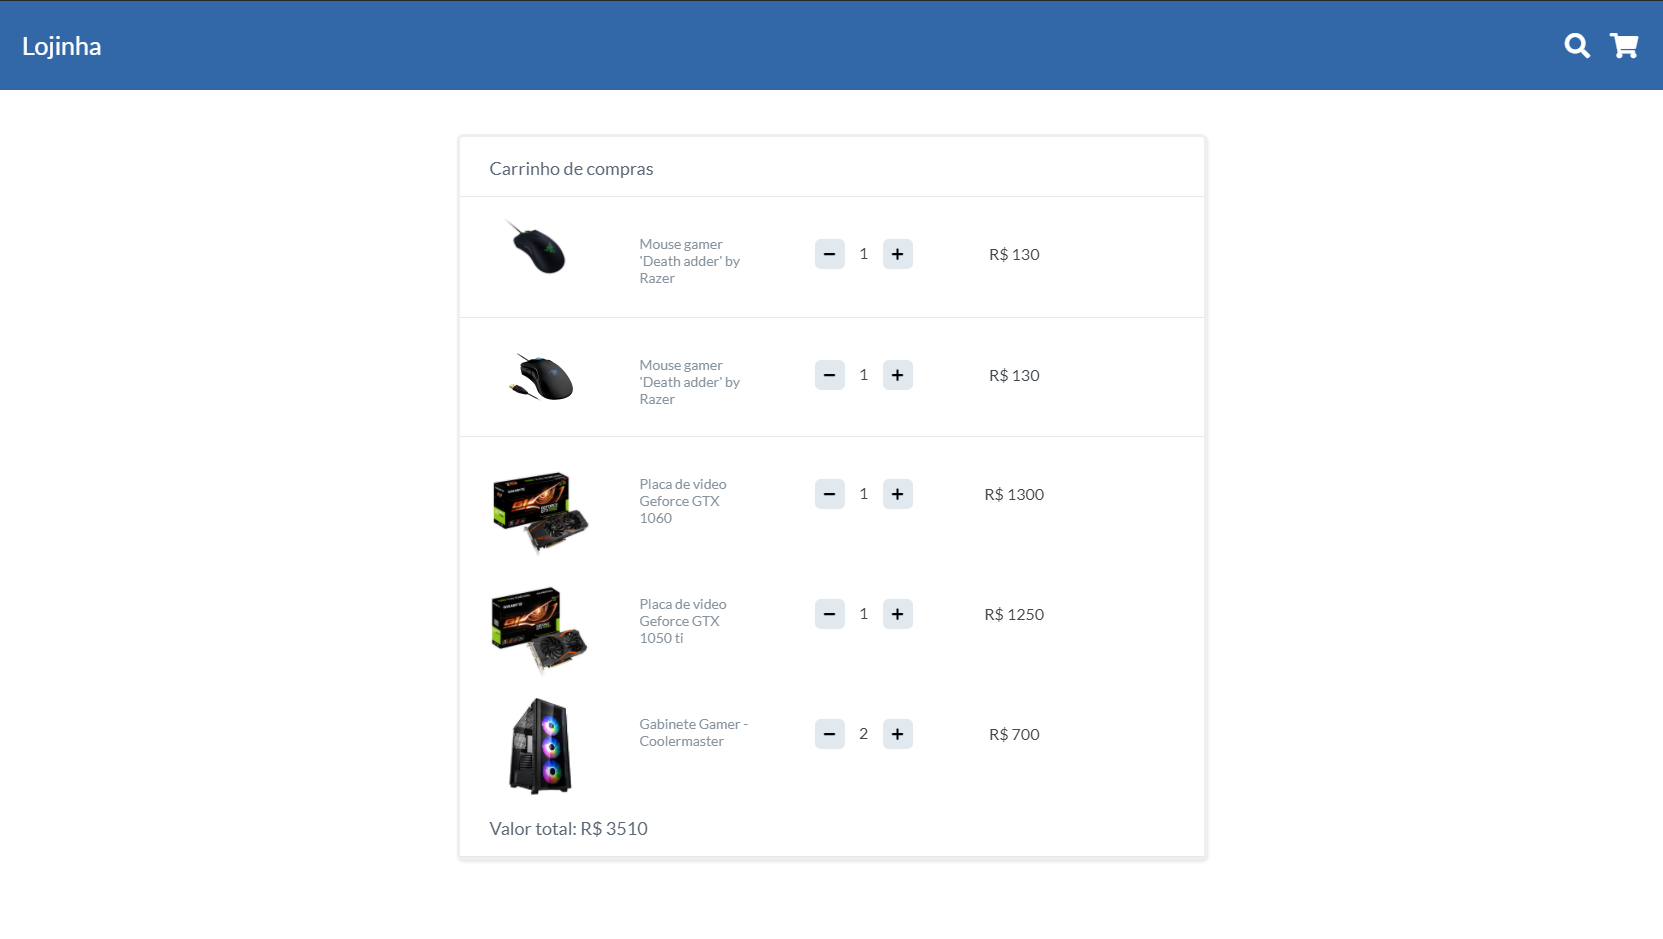 Lojinha
Carrinho de compras
Mouse gamer
'Death adder' by
Razer
1
R$ 130
Mouse gamer
'Death adder' by
Razer
1
R$ 130
Placa de video
Geforce GTX
1060
1
R$ 1300
Placa de video
Geforce GTX
1050 ti
1
R$ 1250
Gabinete Gamer -
Coolermaster
2
R$ 700
Valor total: R$ 3510